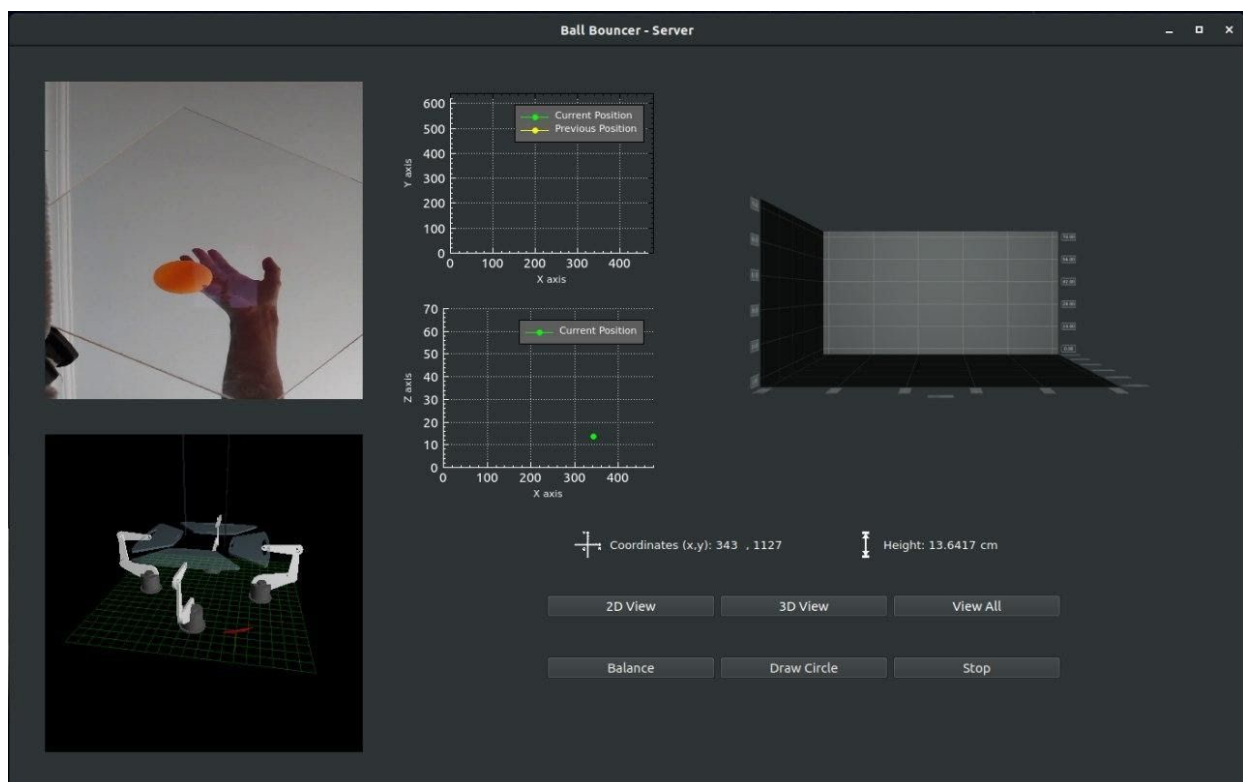 Ball Bouncer - Server
600
500
400
300
200
100
0
Y axis
Current Position
Previous Position
0 100 200 300 400
X axis
70
60
50
40
30
20
10
0
Z axis
Current Position
0 100 200 300 400
X axis
Coordinates (x,y): 343 , 1127
Height: 13.6417 cm
2D View
3D View
View All
Balance
Draw Circle
Stop